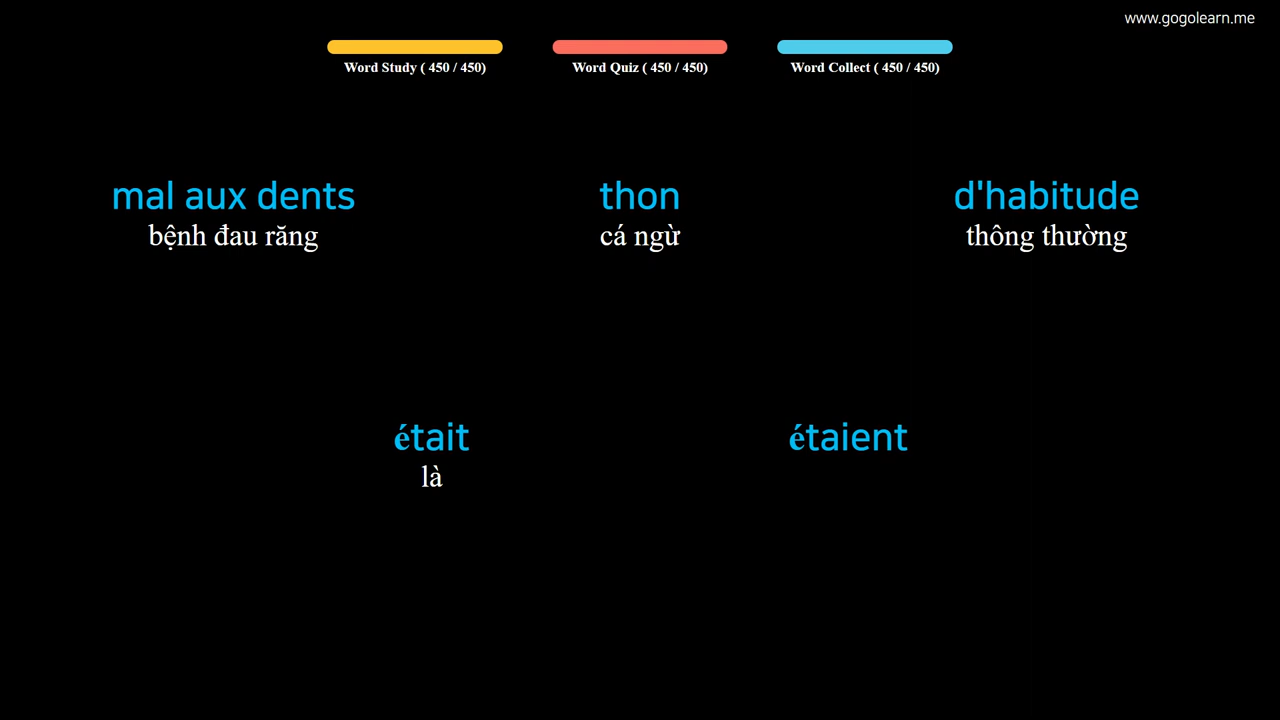 www.gogolearn.me
Word Study ( 450 / 450)
Word Quiz ( 450 / 450)
Word Collect ( 450 / 450)
mal aux dents
bệnh đau răng
thon
cá ngừ
d'habitude
thông thường
était
là
étaient